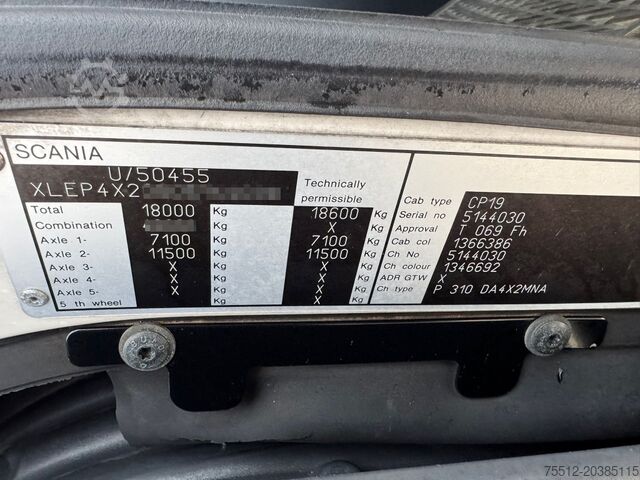 SCANIA
U/50455
XLEP4X2
Technically
permissible
Total 18000 Kg 18600 Kg
Combination Kg X Kg
Axle 1- 7100 Kg 7100 Kg
Axle 2- 11500 Kg 11500 Kg
Axle 3- X Kg X Kg
Axle 4- X Kg X Kg
Axle 5- X Kg X Kg
5 th wheel Kg X Kg
Cab type CP19
Serial no 5144030
Approval T 069 Fh
Cab col 1366386
Ch No 5144030
Ch colour 1346692
ADR GTW X
Ch type P 310 DA4X2MNA
75512-20385115